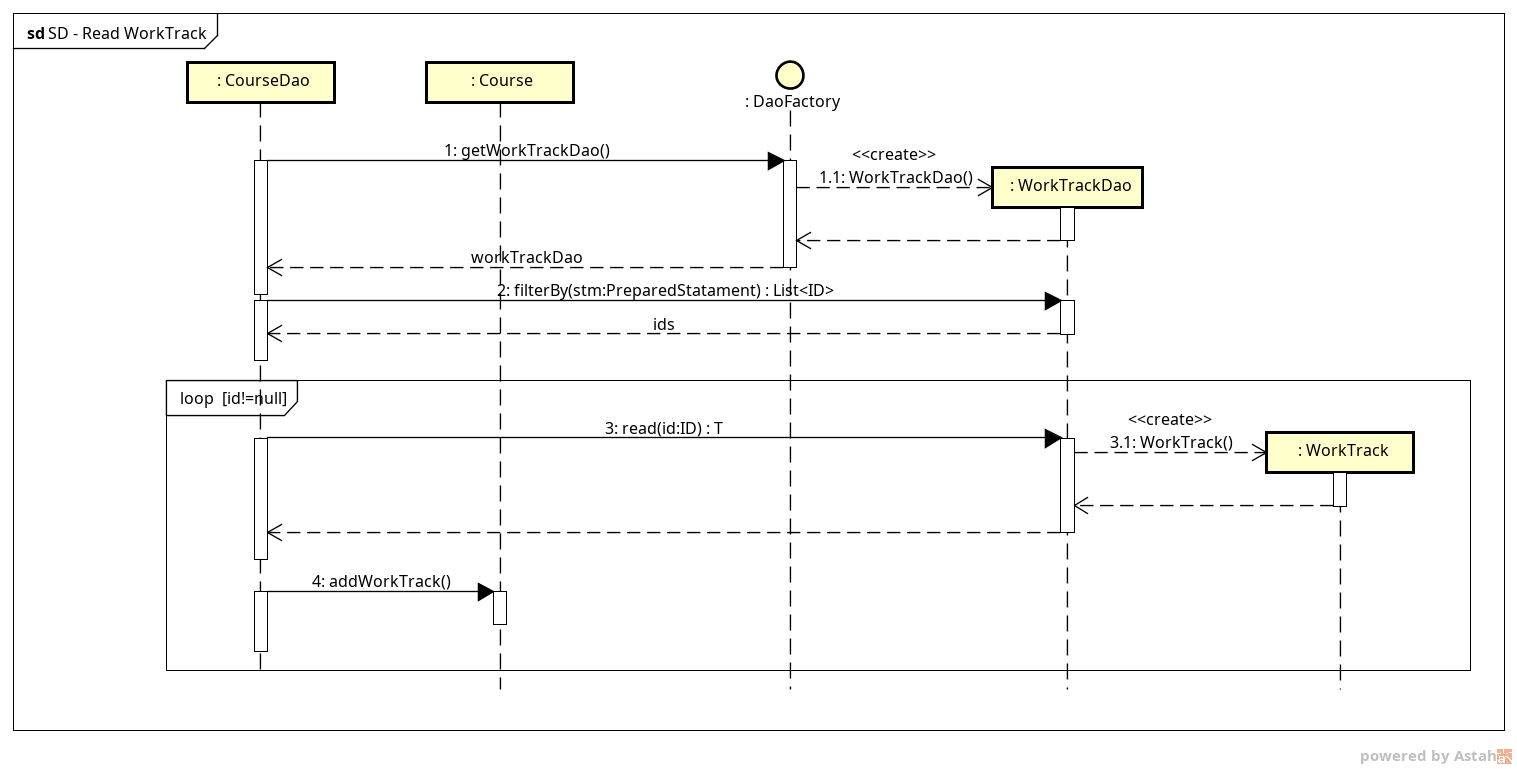 sd SD - Read WorkTrack
: CourseDao
: Course
: DaoFactory
1: getWorkTrackDao()
<<create>>
1.1: WorkTrackDao()
: WorkTrackDao
workTrackDao
2: filterBy(stm:PreparedStatament) : List<ID>
ids
loop [id!=null]
3: read(id:ID) : T
<<create>>
3.1: WorkTrack()
: WorkTrack
4: addWorkTrack()
powered by Astah